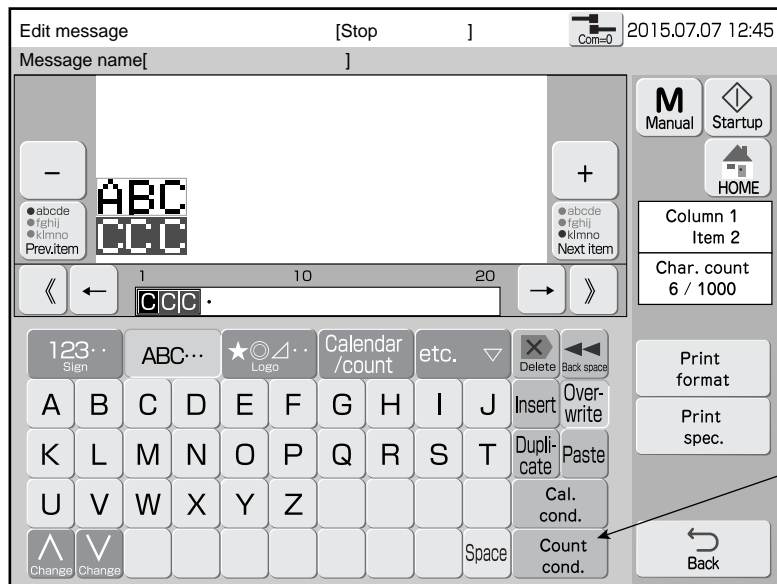 Edit message [Stop ] Com=0 2015.07.07 12:45
Message name[ ]
M
Manual
Startup
HOME
−
+
ABC
CCC
abcde
fghij
klmno
Prev.item
abcde
fghij
klmno
Next item
Column 1
Item 2
Char. count
6 / 1000
《 ← 1 10 20 → 》
CCC·
123··
Sign
ABC···
★◎⊿··
Logo
Calendar
/count
etc. ▽
Delete
Back space
A B C D E F G H I J Insert Over-
write
K L M N O P Q R S T Dupli-
cate Paste
U V W X Y Z Cal.
cond.
Change Change Space Count
cond.
Print
format
Print
spec.
Back